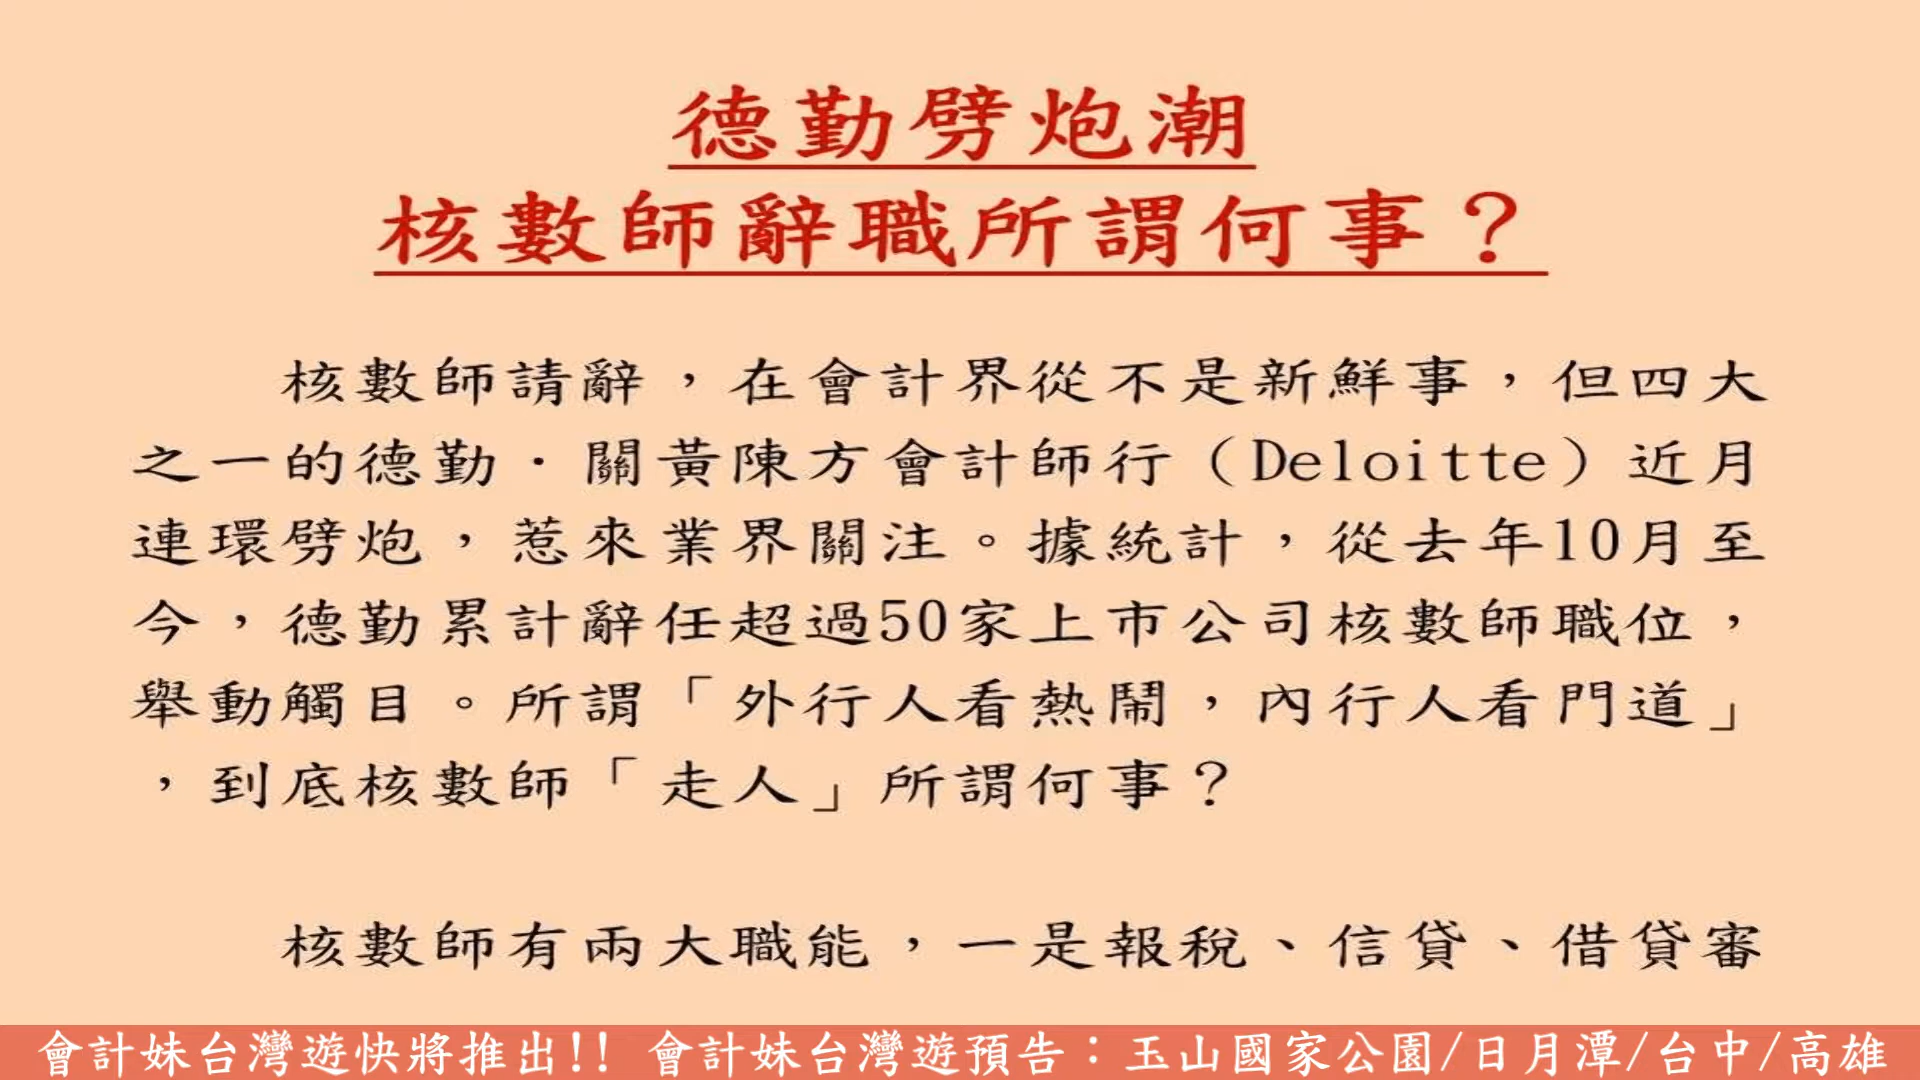 德勤劈炮潮
核數師辭職所謂何事？
核數師請辭，在會計界從不是新鮮事，但四大
之一的德勤．關黃陳方會計師行（Deloitte）近月
連環劈炮，惹來業界關注。據統計，從去年10月至
今，德勤累計辭任超過50家上市公司核數師職位，
舉動觸目。所謂「外行人看熱鬧，內行人看門道」
，到底核數師「走人」所謂何事？
核數師有兩大職能，一是報稅、信貸、借貸審
會計妹台灣遊快將推出!! 會計妹台灣遊預告：玉山國家公園/日月潭/台中/高雄